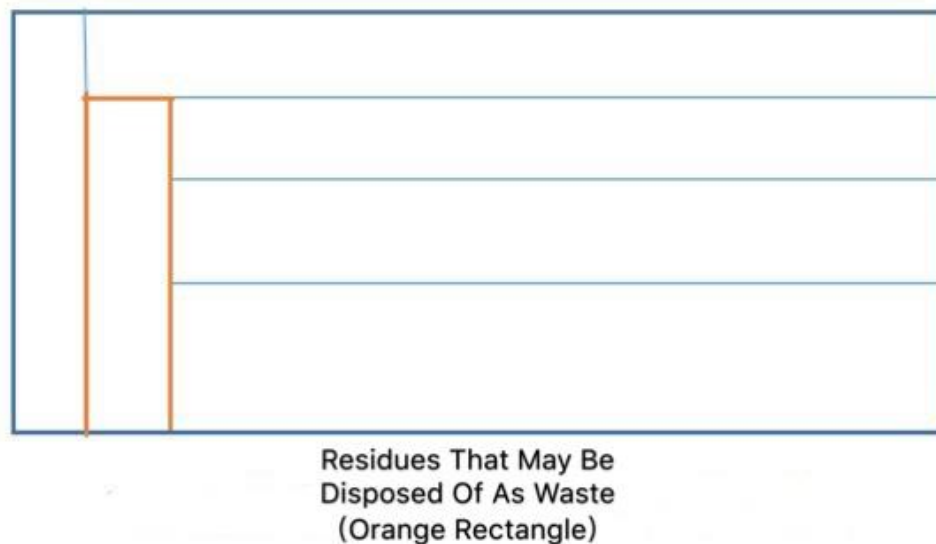 Residues That May Be
Disposed Of As Waste
(Orange Rectangle)